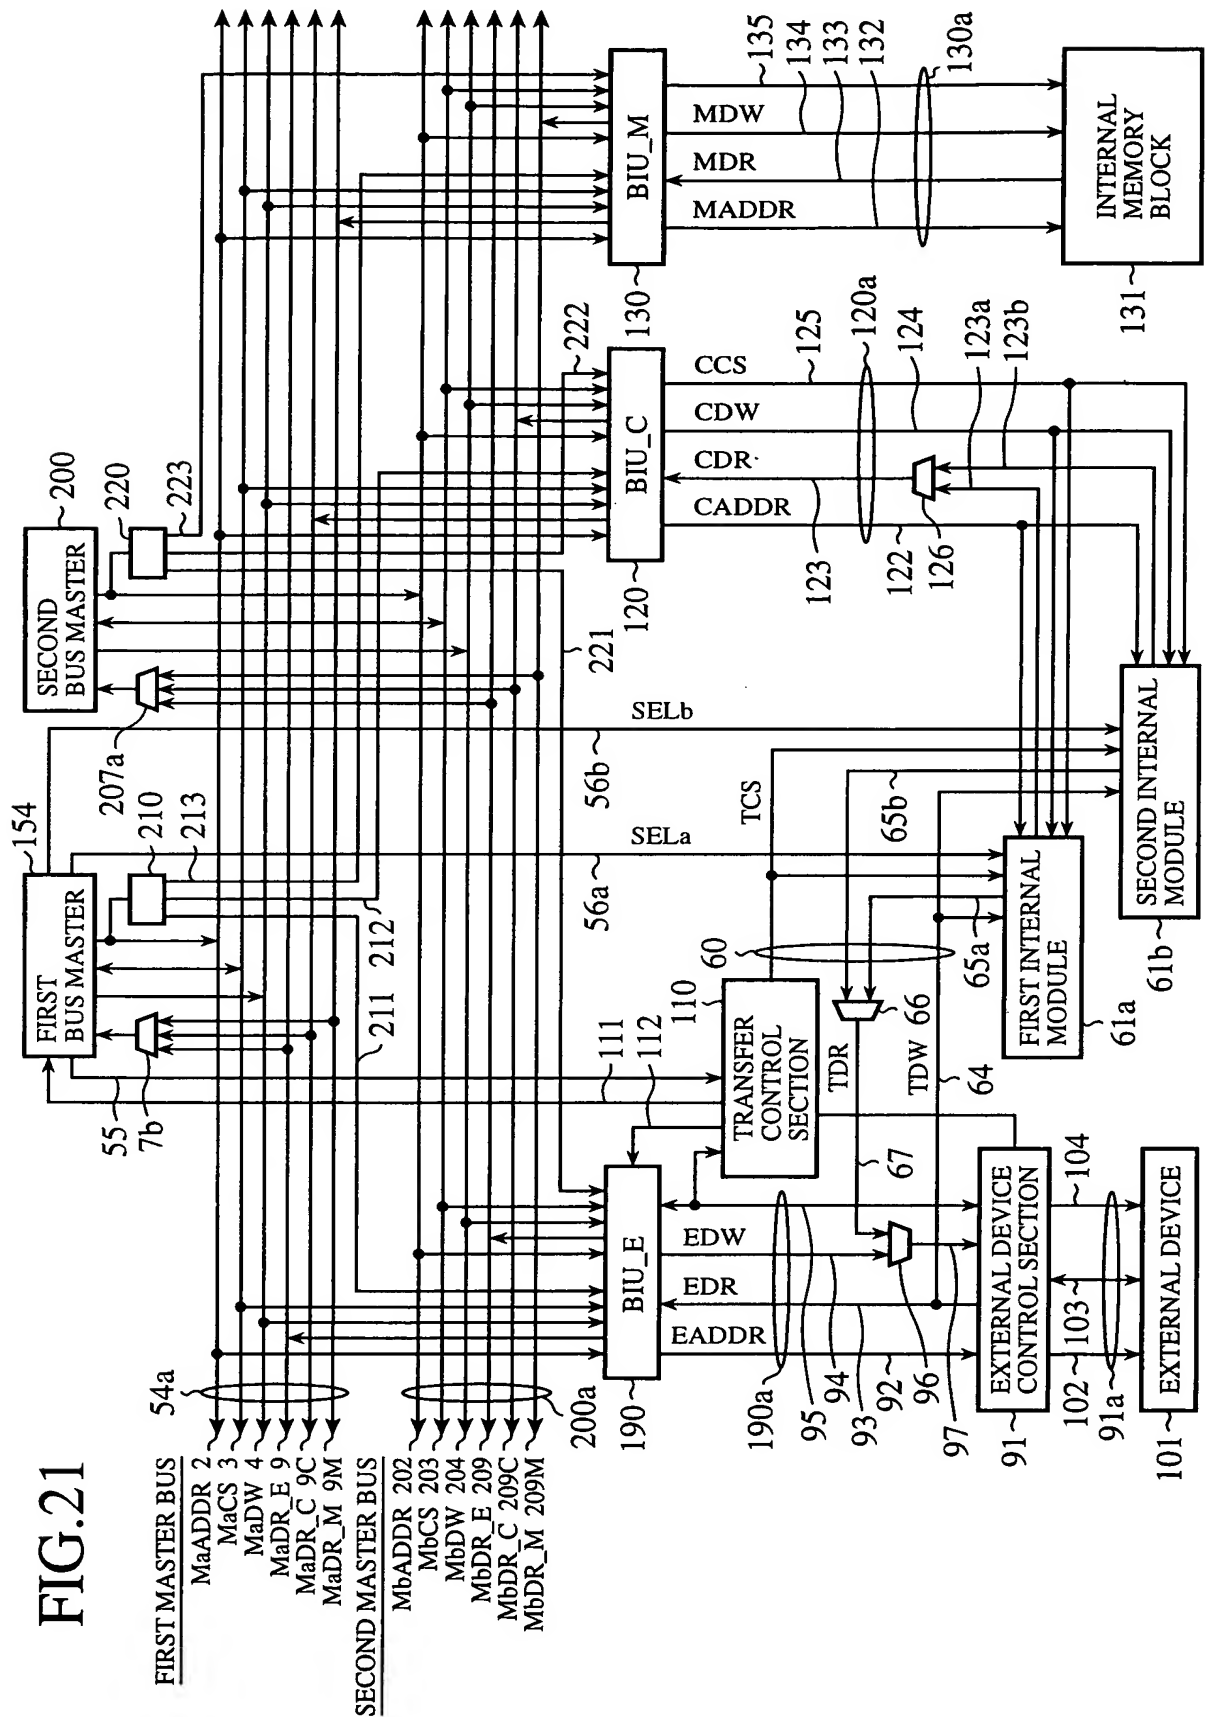 FIG.21
FIRST MASTER BUS
MaADDR 2
MaCS 3
MaDW 4
MaDR_E 9
MaDR_C 9C
MaDR_M 9M
54a
SECOND MASTER BUS
MbADDR 202
MbCS 203
MbDW 204
MbDR_E 209
MbDR_C 209C
MbDR_M 209M
200a
FIRST
BUS MASTER
154
55
7b
210
213
212
211
111
112
SECOND
BUS MASTER
200
207a
220
223
222
221
SELb
56b
SELa
56a
BIU_E
190
EDW
EDR
EADDR
190a
95
94
93
92
96
97
67
TRANSFER
CONTROL
SECTION
110
60
TCS
TDR
66
TDW
64
65a
65b
BIU_C
120
CCS
CDW
CDR
CADDR
125
120a
124
123a
123b
123
122
126
BIU_M
130
MDW
MDR
MADDR
135
134
133
132
130a
EXTERNAL DEVICE
CONTROL SECTION
91
104
103
102
91a
EXTERNAL DEVICE
101
FIRST INTERNAL
MODULE
61a
SECOND INTERNAL
MODULE
61b
INTERNAL
MEMORY
BLOCK
131